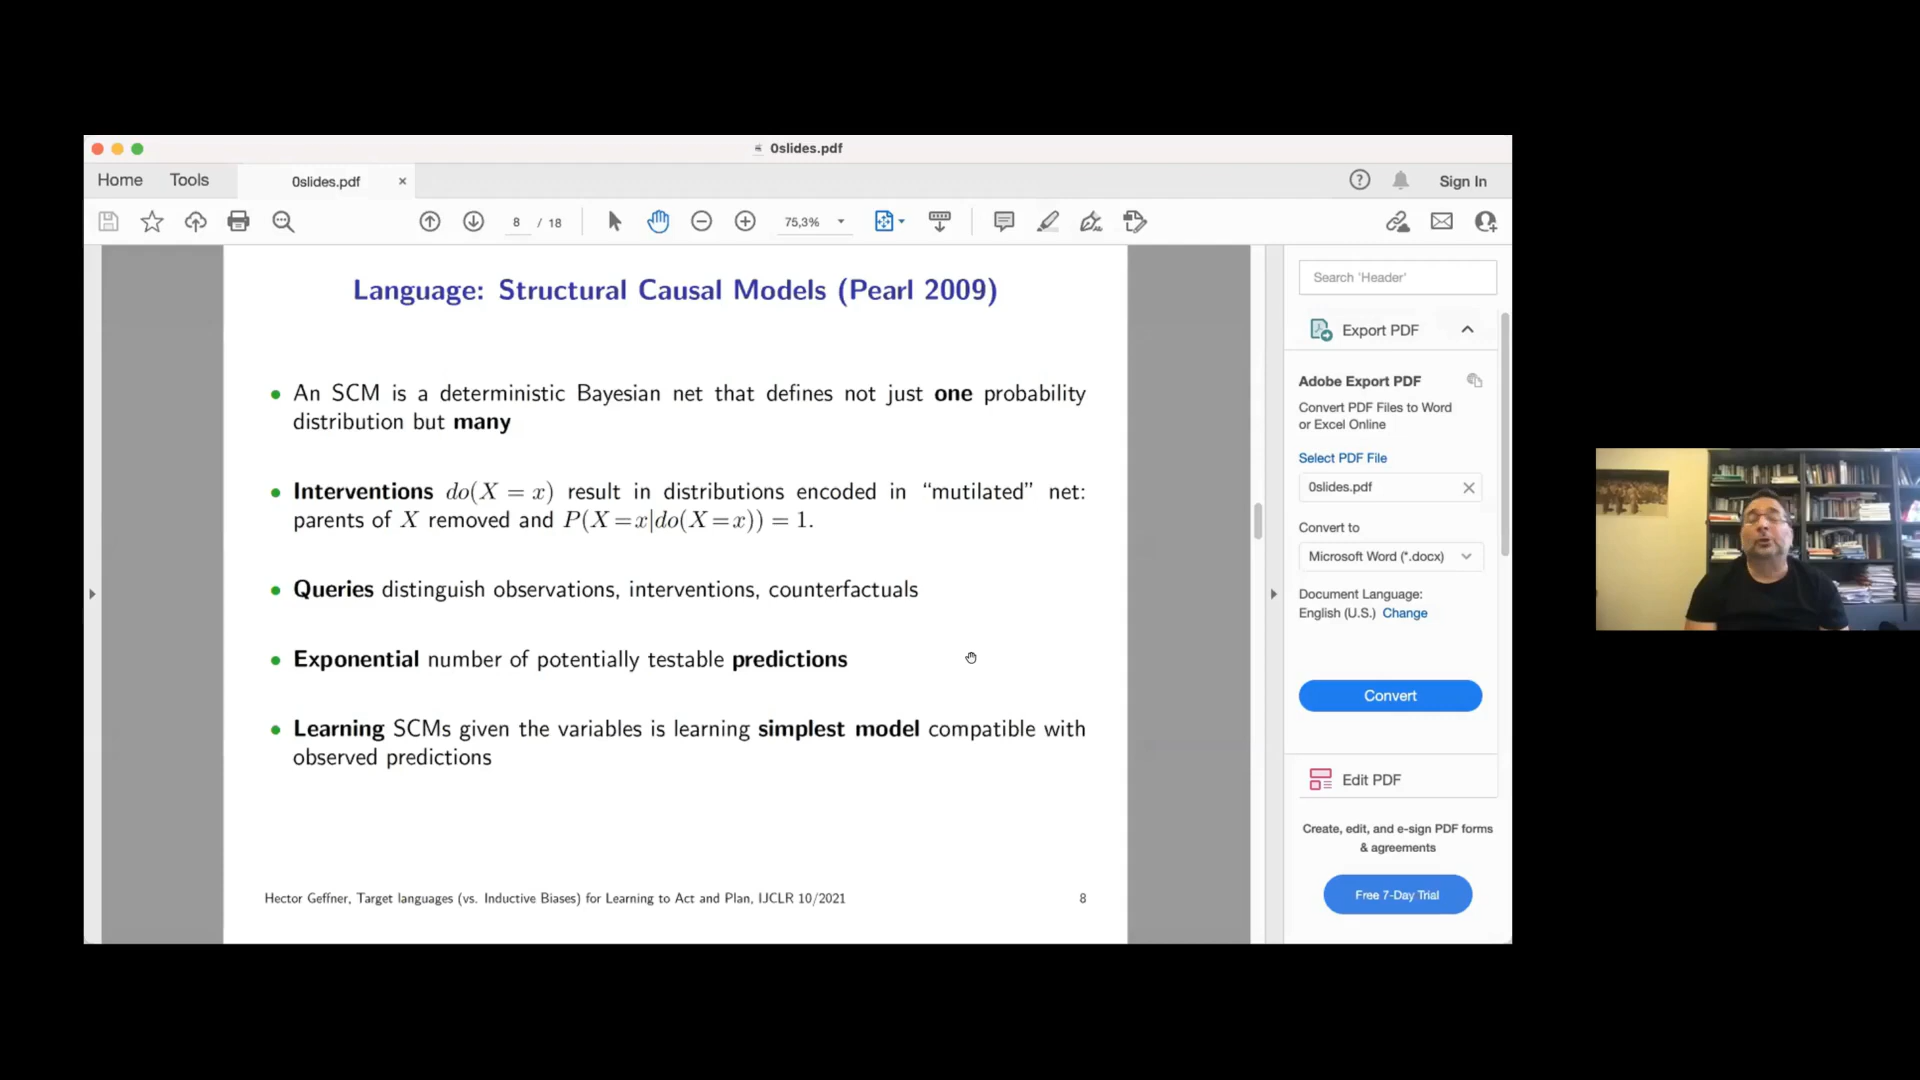 0slides.pdf
Home Tools 0slides.pdf × Sign In
8 / 18 75,3%
Language: Structural Causal Models (Pearl 2009)
• An SCM is a deterministic Bayesian net that defines not just one probability
distribution but many
• Interventions do(X = x) result in distributions encoded in “mutilated” net:
parents of X removed and P(X=x|do(X=x)) = 1.
• Queries distinguish observations, interventions, counterfactuals
• Exponential number of potentially testable predictions
• Learning SCMs given the variables is learning simplest model compatible with
observed predictions
Hector Geffner, Target languages (vs. Inductive Biases) for Learning to Act and Plan, IJCLR 10/2021 8
Search 'Header'
Export PDF
Adobe Export PDF
Convert PDF Files to Word
or Excel Online
Select PDF File
0slides.pdf
Convert to
Microsoft Word (*.docx)
Document Language:
English (U.S.) Change
Convert
Edit PDF
Create, edit, and e-sign PDF forms
& agreements
Free 7-Day Trial